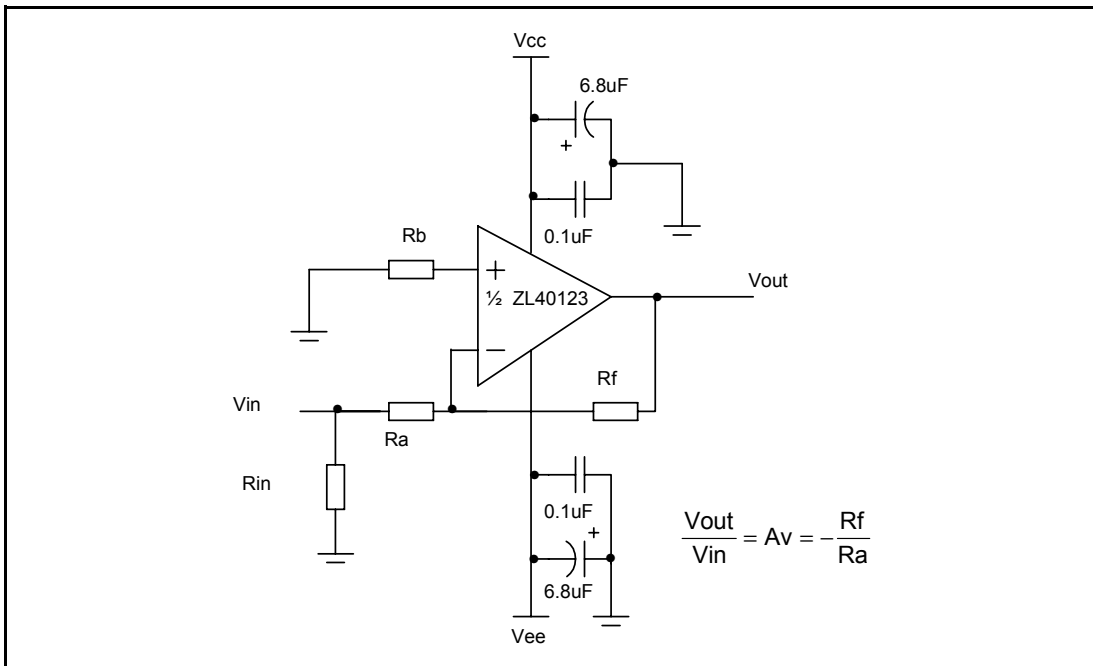 Vcc
6.8uF
+
0.1uF
Rb
+
½ ZL40123
−
Vout
Rf
Vin
Ra
Rin
0.1uF
+
6.8uF
Vee
Vout
Vin
= Av = −
Rf
Ra